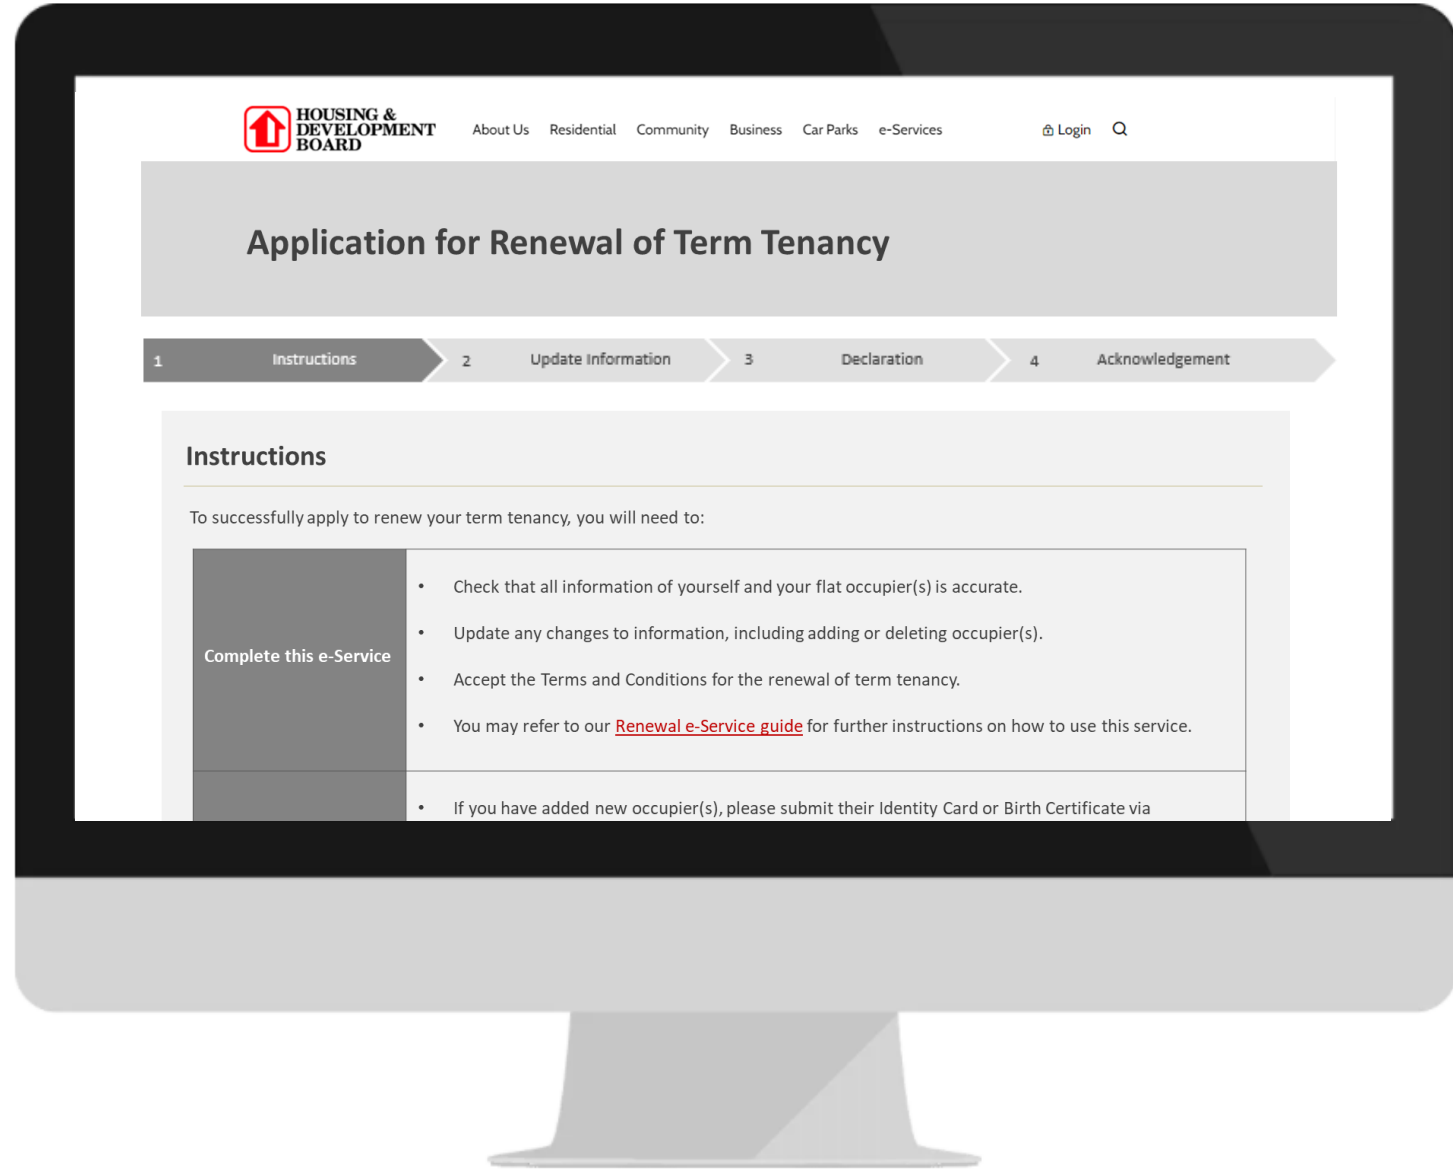 HOUSING &
DEVELOPMENT
BOARD
About Us Residential Community Business Car Parks e-Services Login
Application for Renewal of Term Tenancy
1 Instructions 2 Update Information 3 Declaration 4 Acknowledgement
Instructions
To successfully apply to renew your term tenancy, you will need to:
Complete this e-Service
• Check that all information of yourself and your flat occupier(s) is accurate.
• Update any changes to information, including adding or deleting occupier(s).
• Accept the Terms and Conditions for the renewal of term tenancy.
• You may refer to our Renewal e-Service guide for further instructions on how to use this service.
• If you have added new occupier(s), please submit their Identity Card or Birth Certificate via